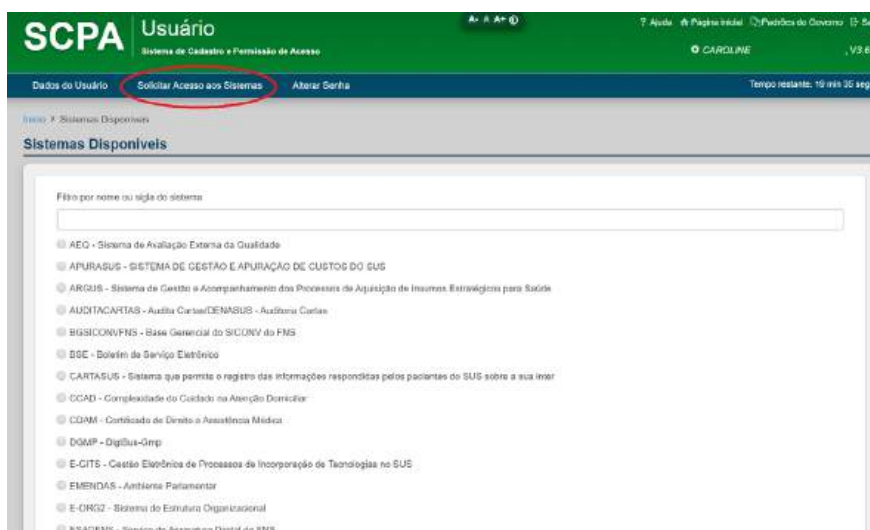 SCPA
Usuário
Sistema de Cadastro e Permissão de Acesso
A- A A+
? Ajuda Página Inicial Padrões do Governo
CAROLINE , V3.6
Dados do Usuário Solicitar Acesso aos Sistemas Alterar Senha
Tempo restante: 19 min 35 seg
Início > Sistemas Disponíveis
Sistemas Disponíveis
Filtro por nome ou sigla do sistema
AEQ - Sistema de Avaliação Externa da Qualidade
APURASUS - SISTEMA DE GESTÃO E APURAÇÃO DE CUSTOS DO SUS
ARGUS - Sistema de Gestão e Acompanhamento dos Processos de Aquisição de Insumos Estratégicos para Saúde
AUDITACARTAS - Audita Cartas/DENASUS - Auditoria Cartas
BGSICONVFNS - Base Gerencial do SICONV do FNS
BSE - Boletim de Serviço Eletrônico
CARTASUS - Sistema que permite o registro das informações respondidas pelos pacientes do SUS sobre a sua inter
CCAD - Complexidade do Cuidado na Atenção Domiciliar
CDAM - Certificado de Direito a Assistência Médica
DGMP - DigiSus-Gmp
E-CITS - Gestão Eletrônica de Processos de Incorporação de Tecnologias no SUS
EMENDAS - Ambiente Parlamentar
E-ORG2 - Sistema de Estrutura Organizacional